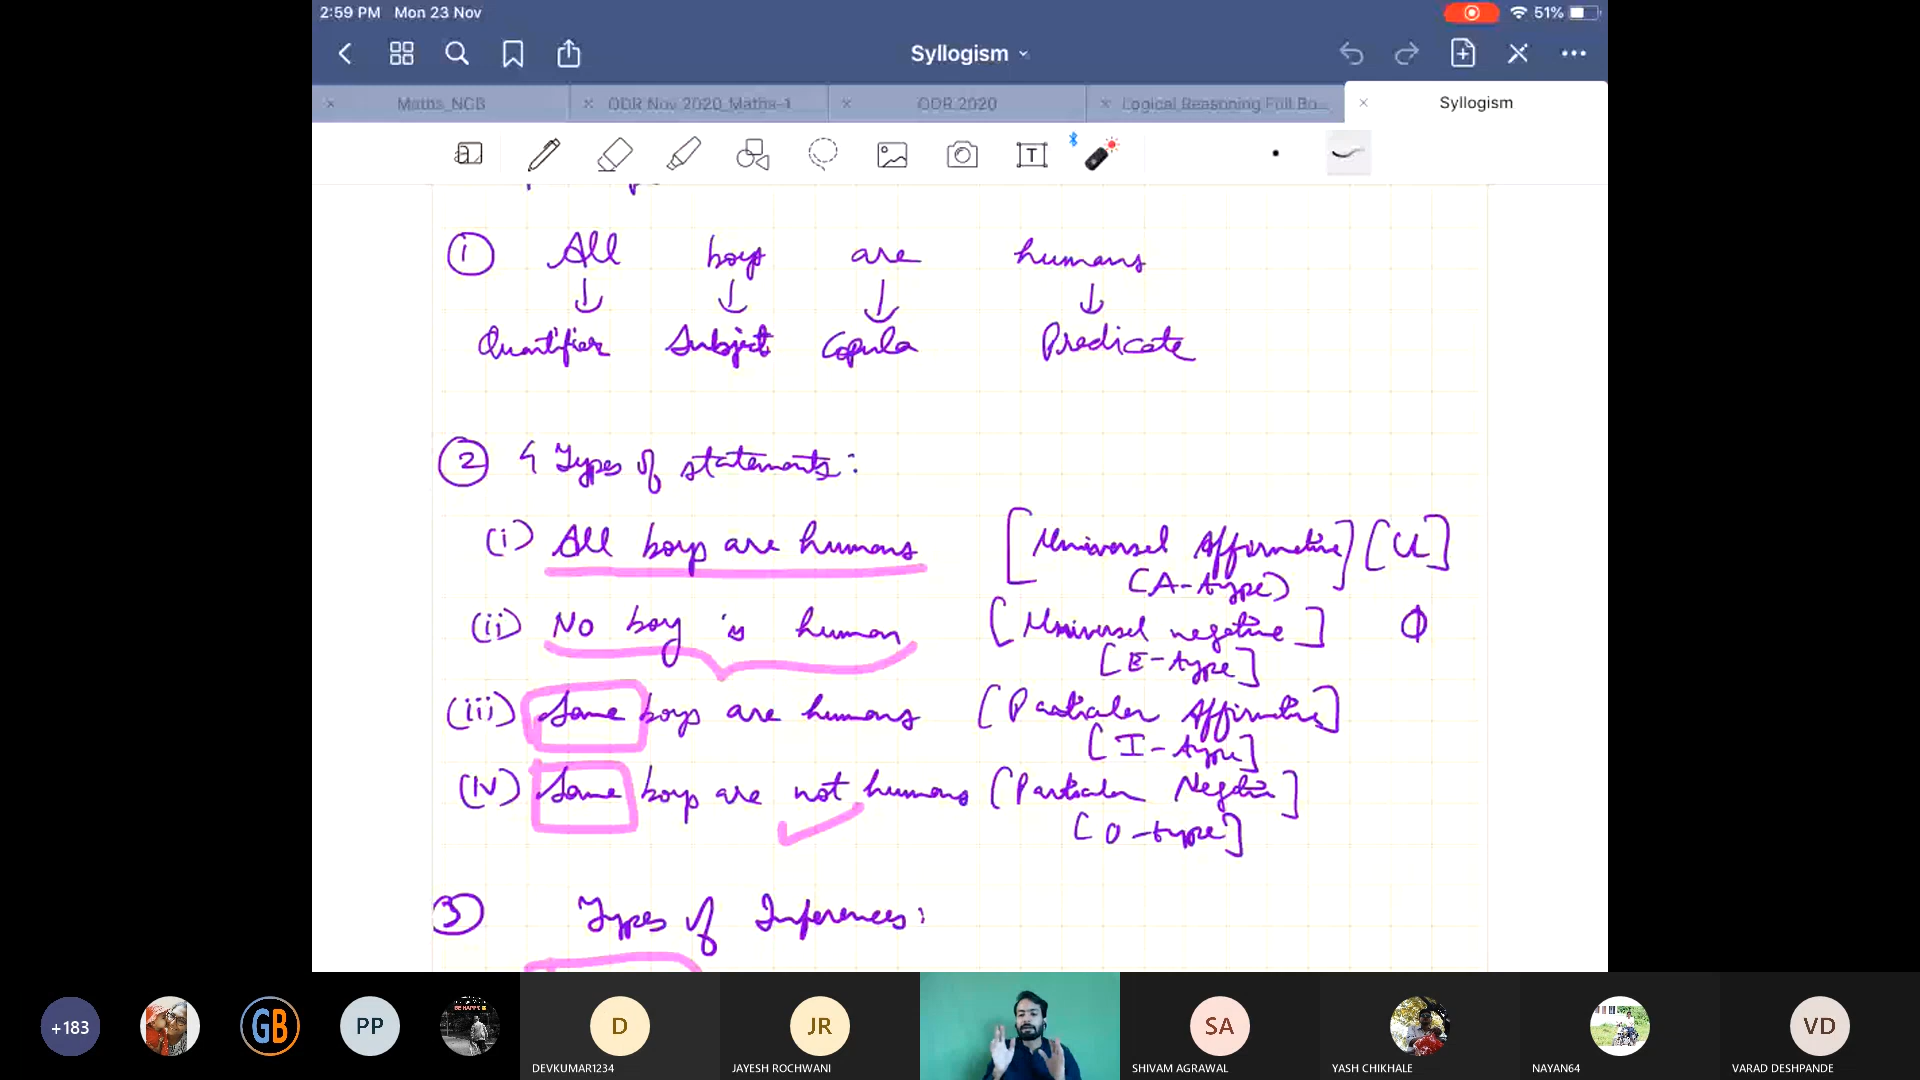 2:59 PM Mon 23 Nov 51%
Syllogism
Maths_NCB ODR Nov 2020_Maths-1 ODR 2020 Logical Reasoning Full Bo... Syllogism
T
1 All boys are humans
Quantifier Subject Copula Predicate
2 4 Types of statements:
(i) All boys are humans [Universal Affirmative] [U]
(A-type)
(ii) No boy is human [Universal negative] Φ
[E-type]
(iii) Some boys are humans [Particular Affirmative]
[I-type]
(iv) Some boys are not humans [Particular Negative]
[O-type]
3 Types of Inferences:
+183 GB PP BE HAPPY D JR SA VD
DEVKUMAR1234 JAYESH ROCHWANI SHIVAM AGRAWAL YASH CHIKHALE NAYAN64 VARAD DESHPANDE